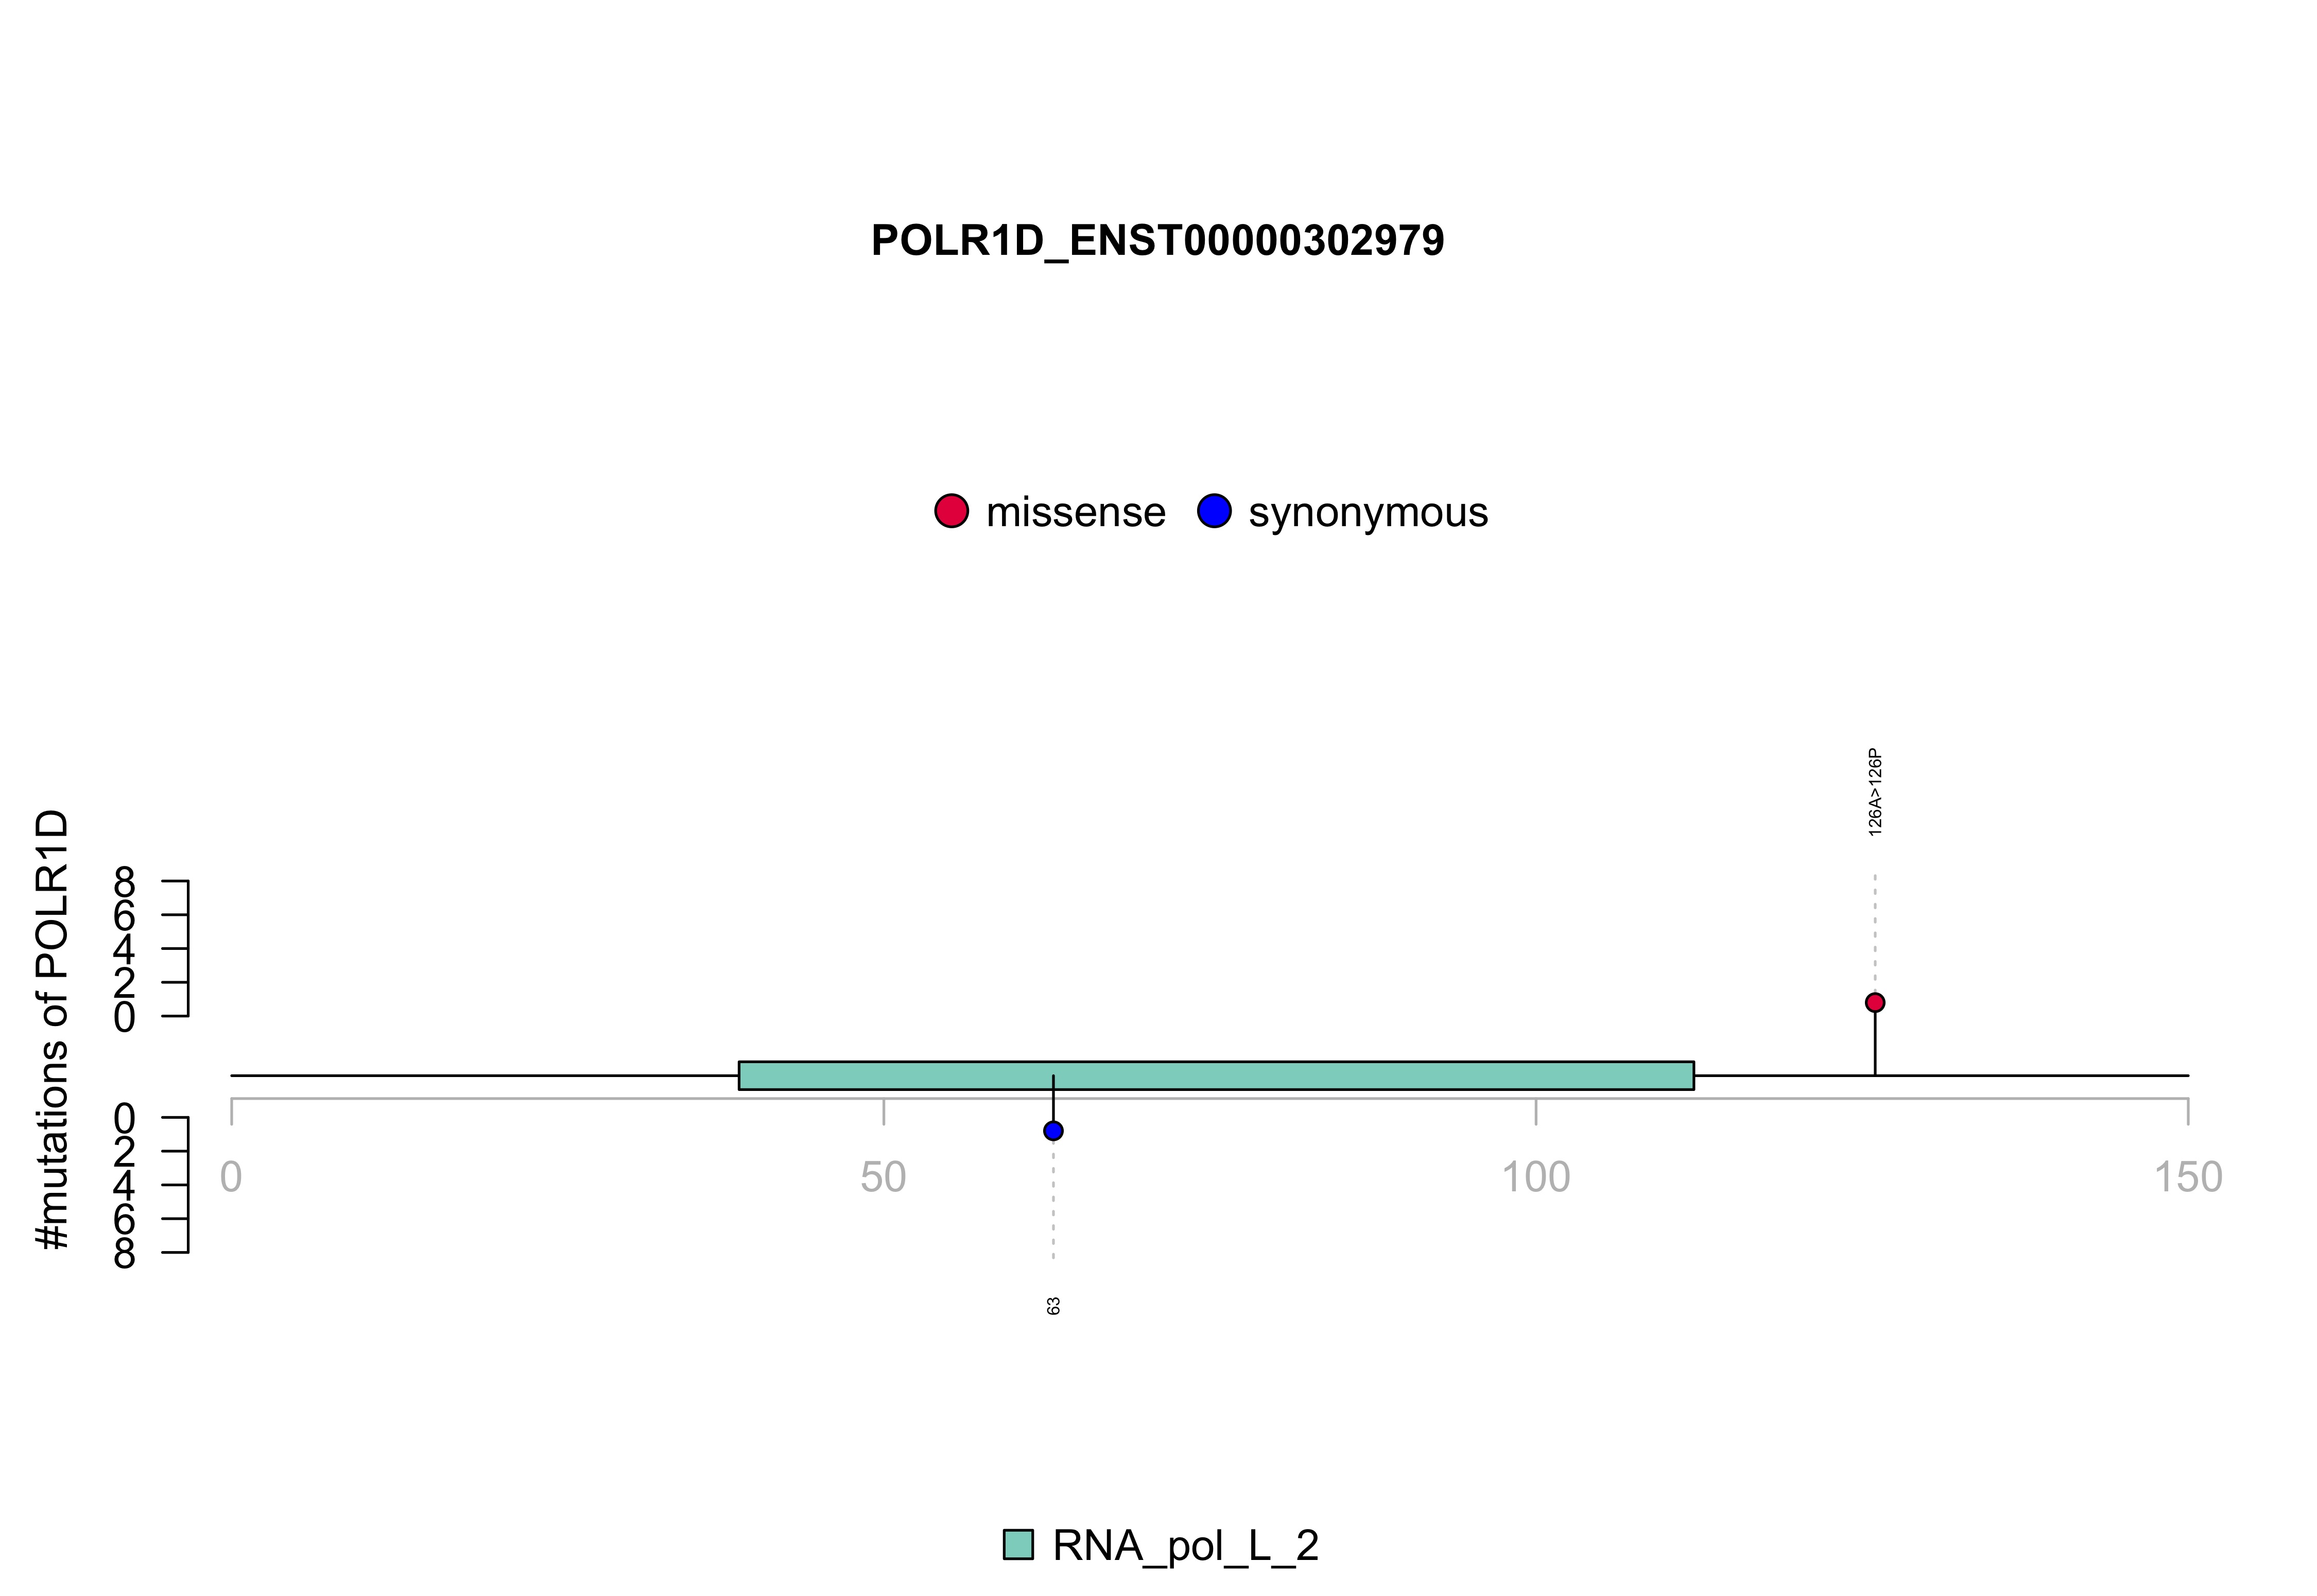 POLR1D_ENST00000302979
missense synonymous
126A>126P
#mutations of POLR1D
8
6
4
2
0
0
2
4
6
8
0 50 100 150
63
RNA_pol_L_2